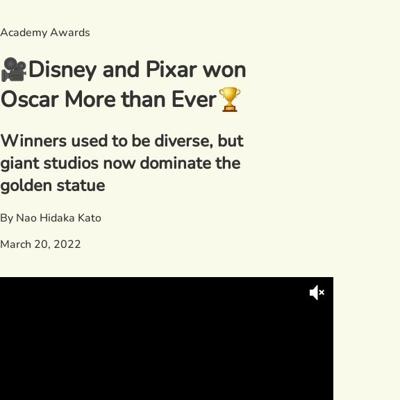 Academy Awards
🎥Disney and Pixar won
Oscar More than Ever🏆
Winners used to be diverse, but
giant studios now dominate the
golden statue
By Nao Hidaka Kato
March 20, 2022